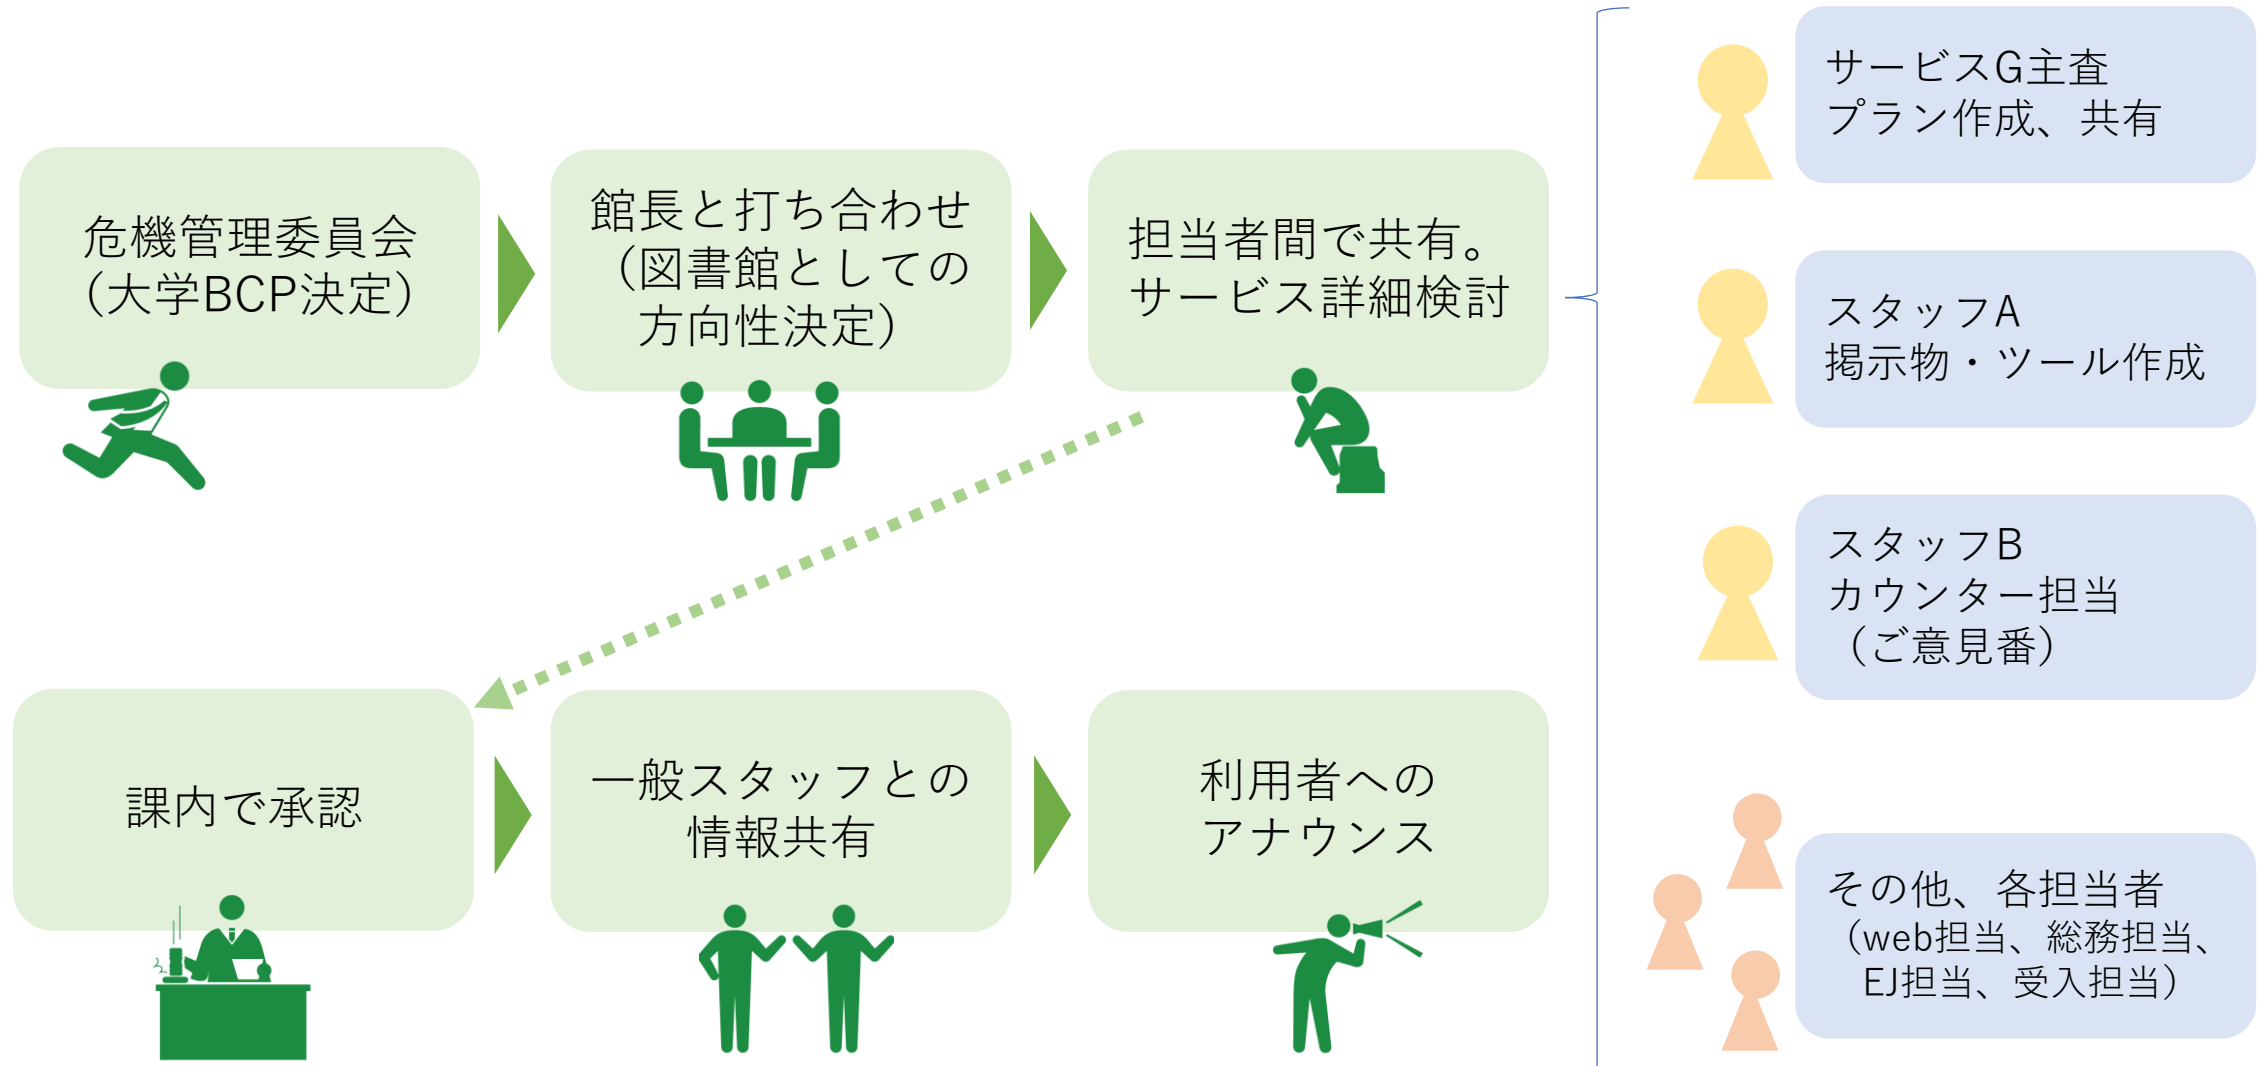 危機管理委員会
（大学BCP決定）
館長と打ち合わせ
（図書館としての
方向性決定）
担当者間で共有。
サービス詳細検討
課内で承認
一般スタッフとの
情報共有
利用者への
アナウンス
サービスG主査
プラン作成、共有
スタッフA
掲示物・ツール作成
スタッフB
カウンター担当
（ご意見番）
その他、各担当者
（web担当、総務担当、
EJ担当、受入担当）